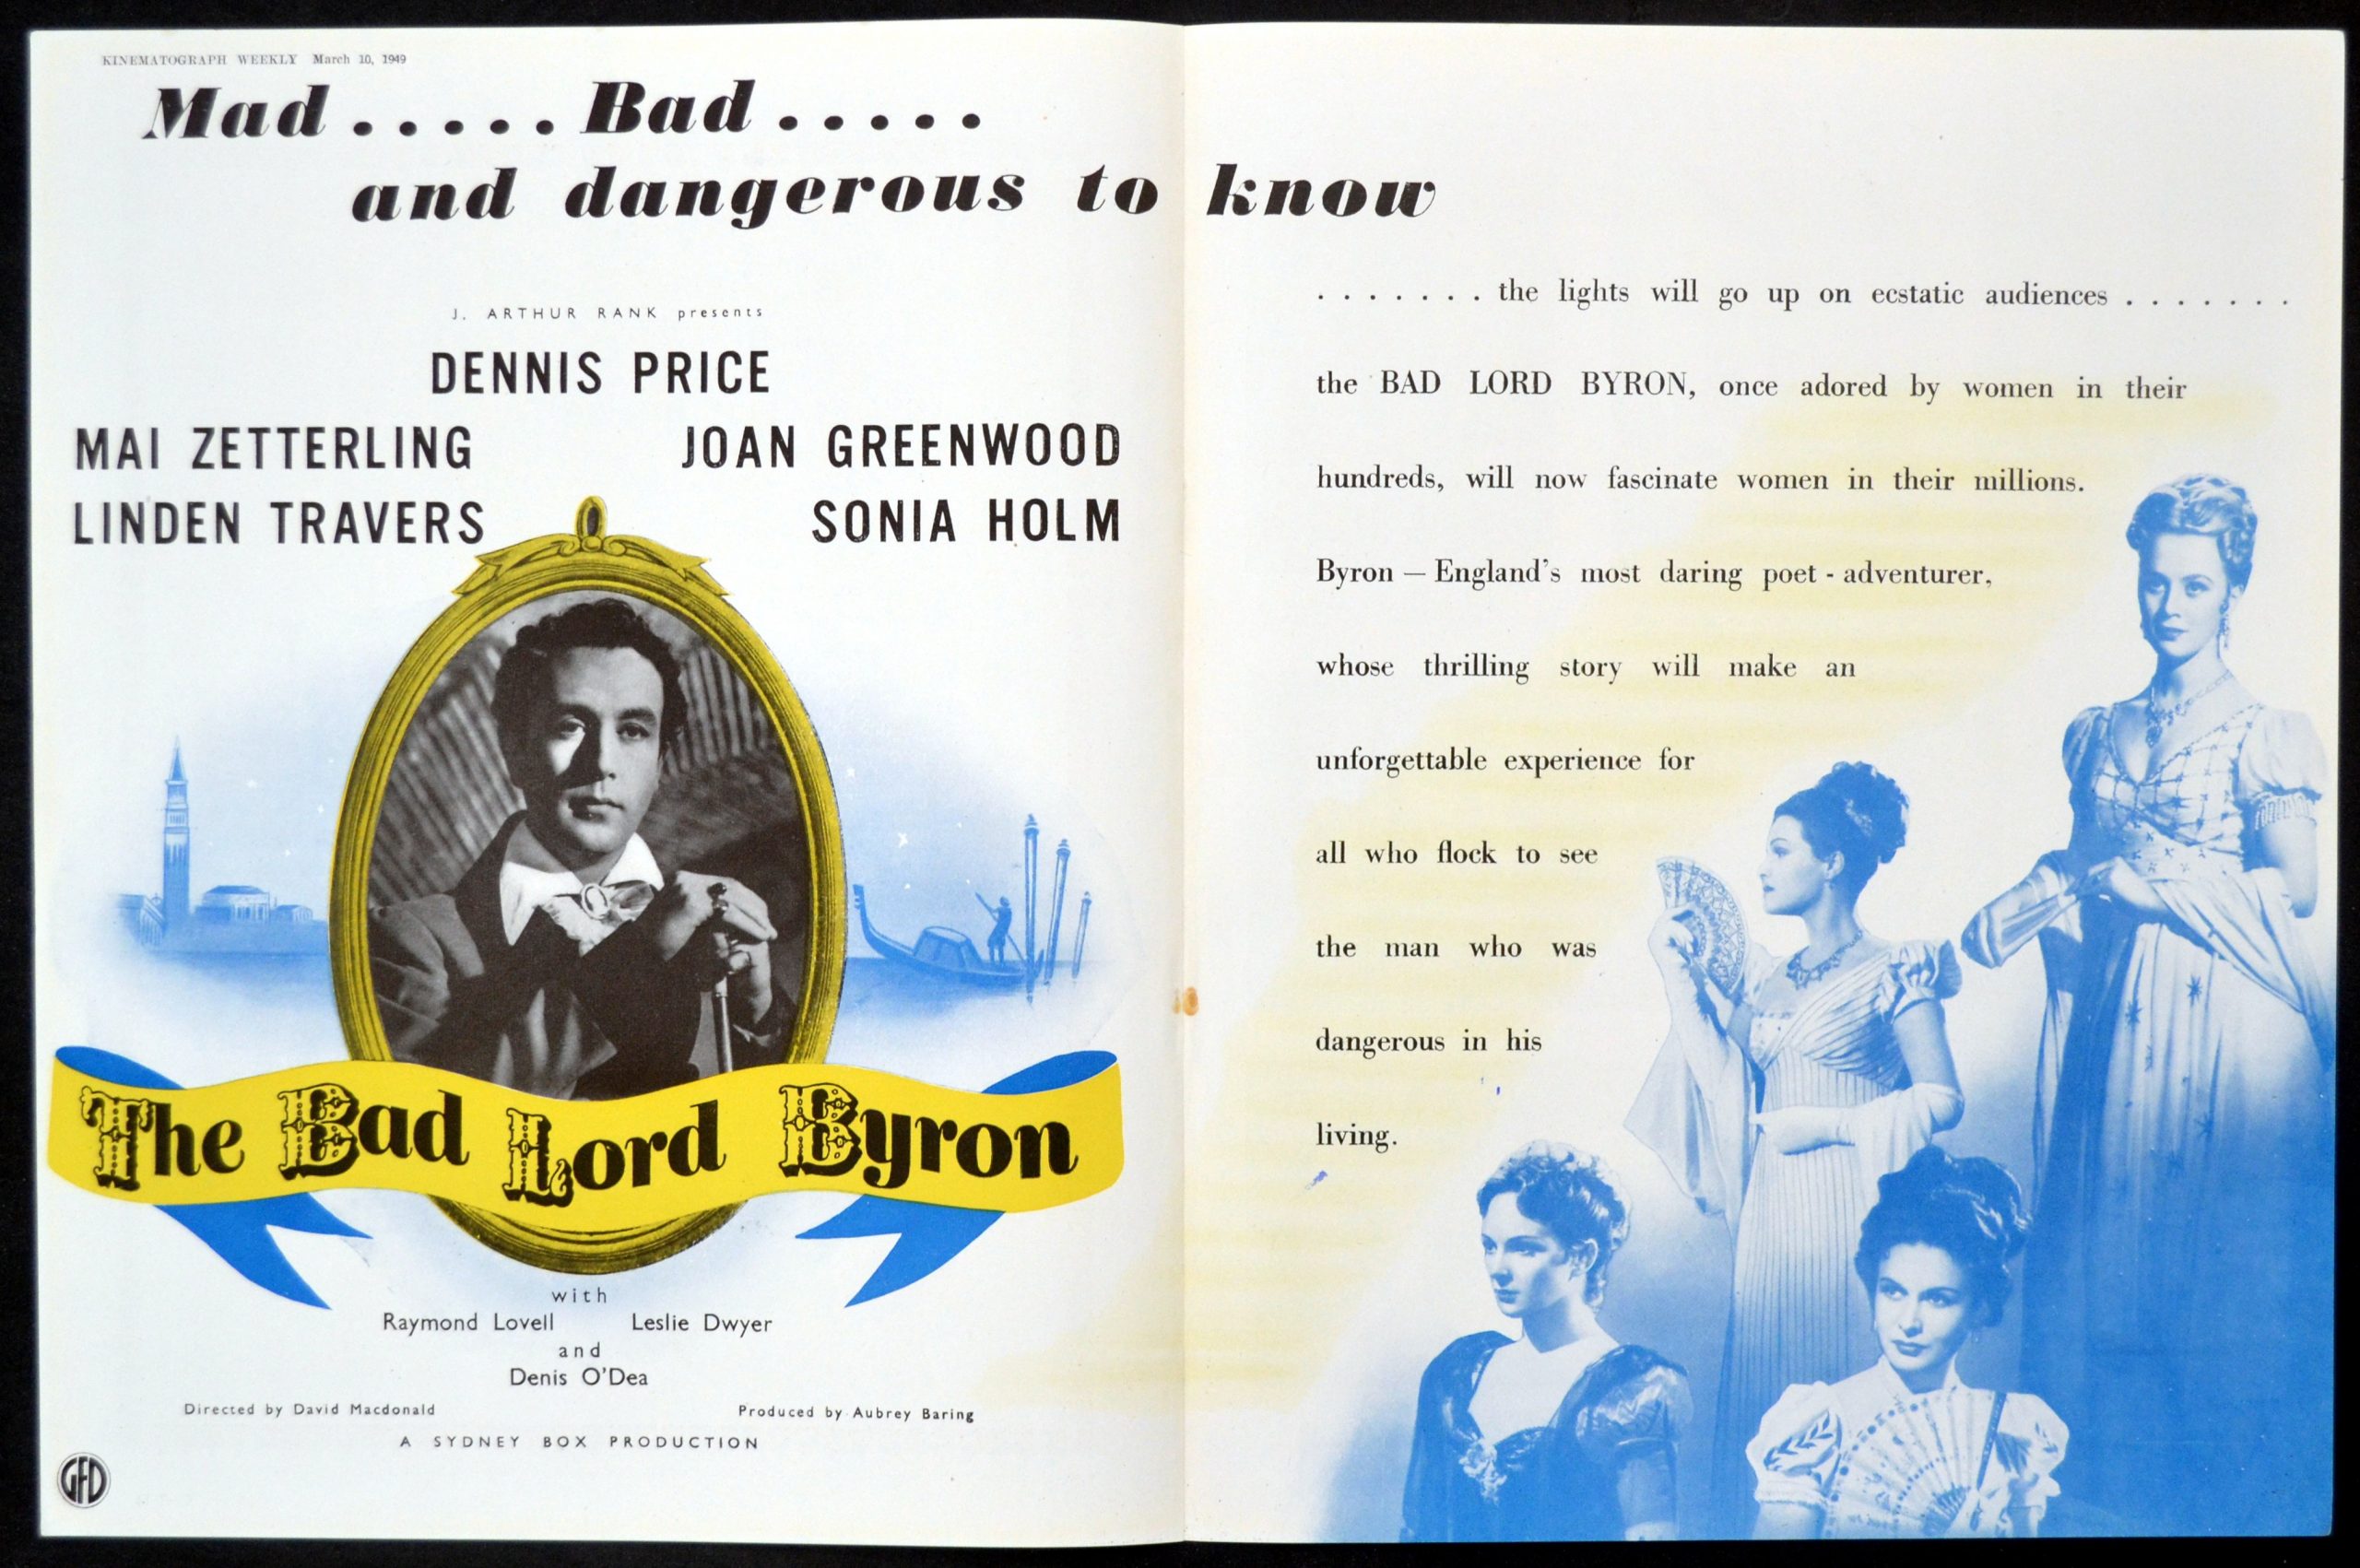 KINEMATOGRAPH WEEKLY March 10, 1949
Mad ..... Bad .....
and dangerous to know
J. ARTHUR RANK presents
DENNIS PRICE
MAI ZETTERLING JOAN GREENWOOD
LINDEN TRAVERS SONIA HOLM
The Bad Lord Byron
with
Raymond Lovell Leslie Dwyer
and
Denis O'Dea
Directed by David Macdonald Produced by Aubrey Baring
A SYDNEY BOX PRODUCTION
GFD
....... the lights will go up on ecstatic audiences .......
the BAD LORD BYRON, once adored by women in their
hundreds, will now fascinate women in their millions.
Byron — England's most daring poet - adventurer,
whose thrilling story will make an
unforgettable experience for
all who flock to see
the man who was
dangerous in his
living.